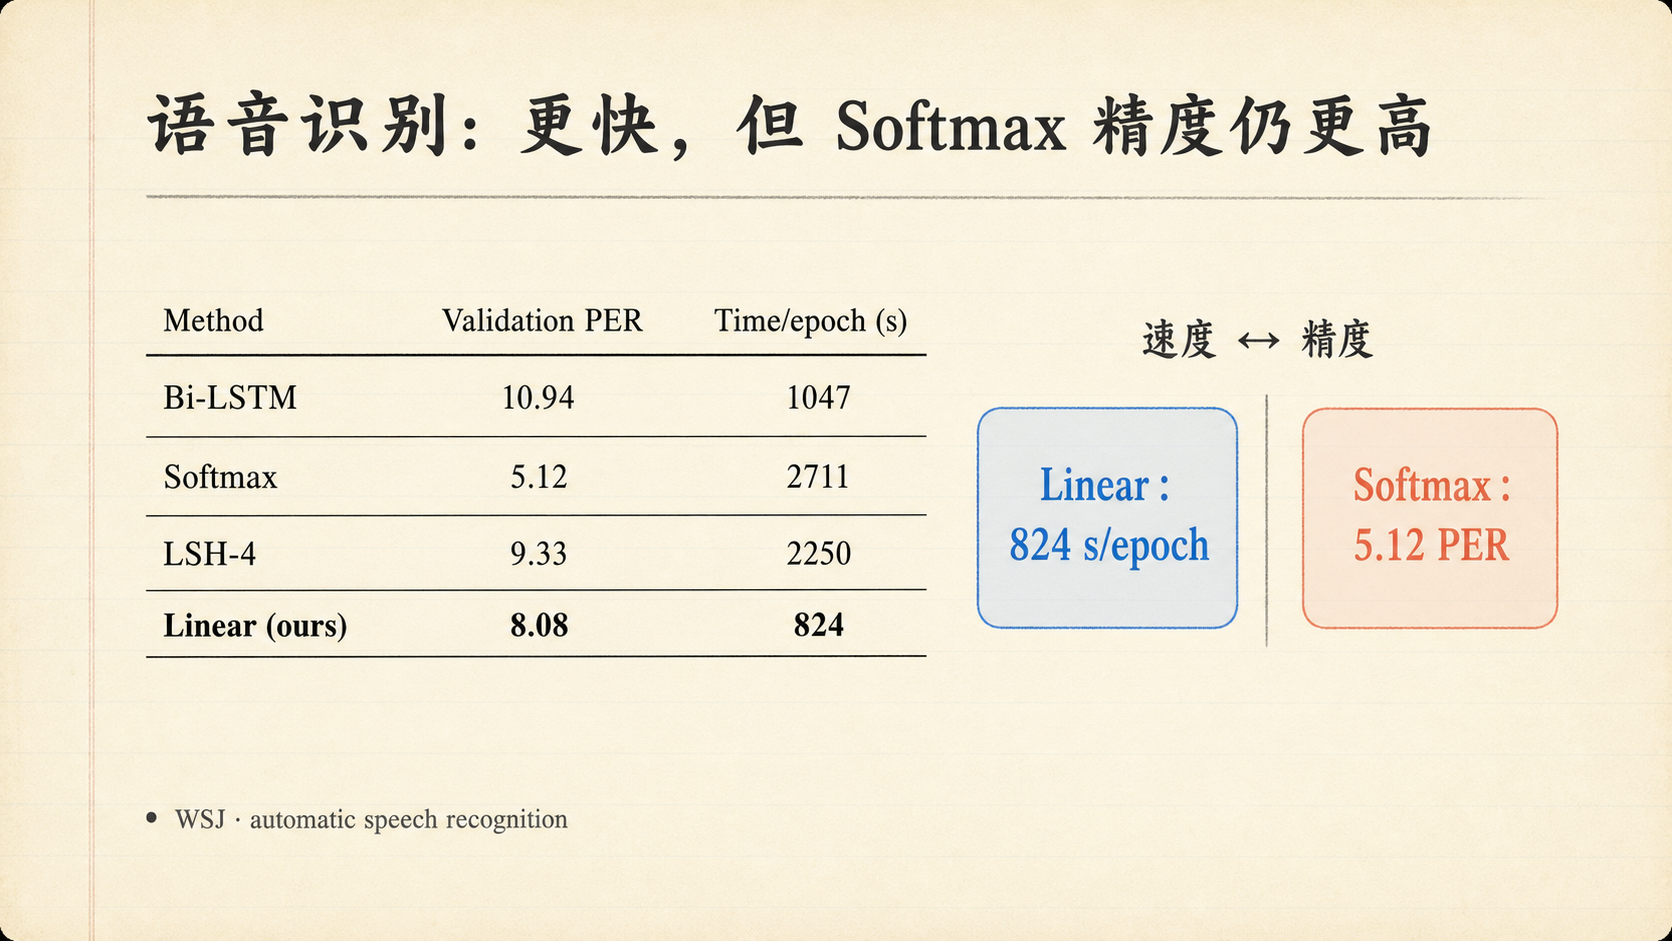 语音识别：更快，但 Softmax 精度仍更高
Method Validation PER Time/epoch (s)
Bi-LSTM 10.94 1047
Softmax 5.12 2711
LSH-4 9.33 2250
Linear (ours) 8.08 824
速度 ↔ 精度
Linear :
824 s/epoch
Softmax :
5.12 PER
• WSJ · automatic speech recognition